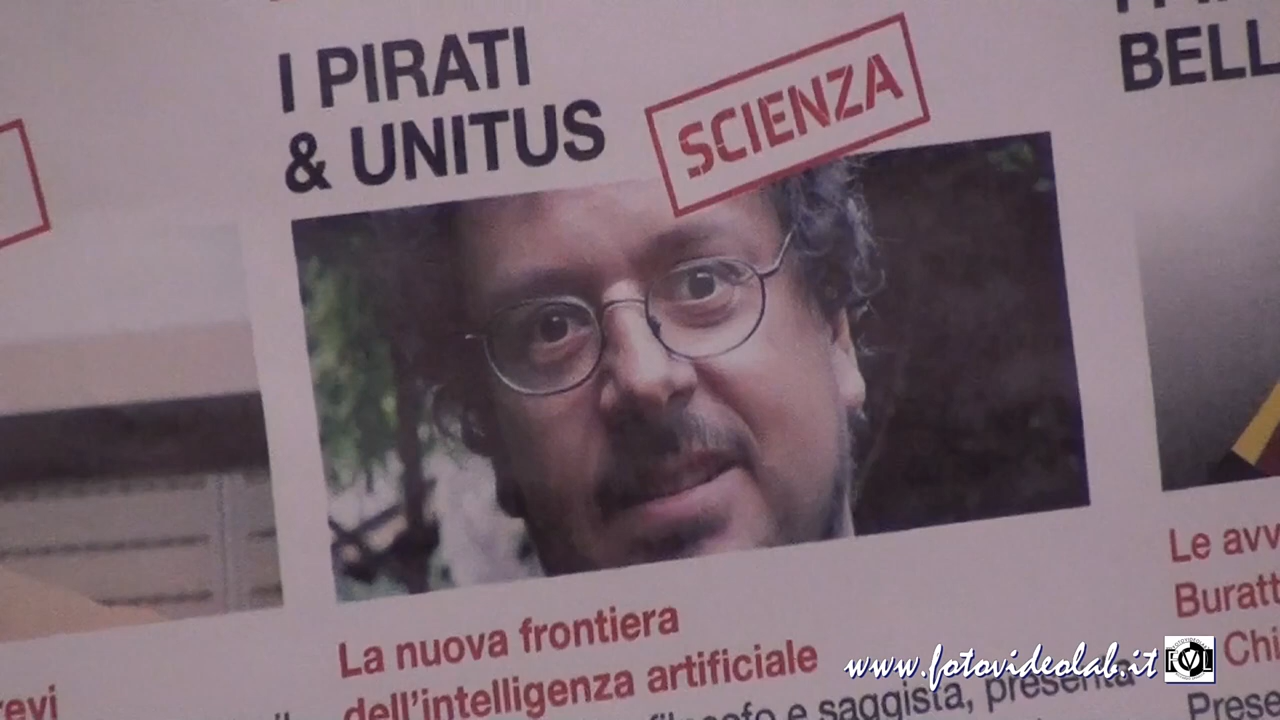 I PIRATI
& UNITUS
SCIENZA
BELL
La nuova frontiera
dell'intelligenza artificiale
e saggista, presenta
revi
Le avv
Buratt
Chi
Prese
www.fotovideolab.it
FVL